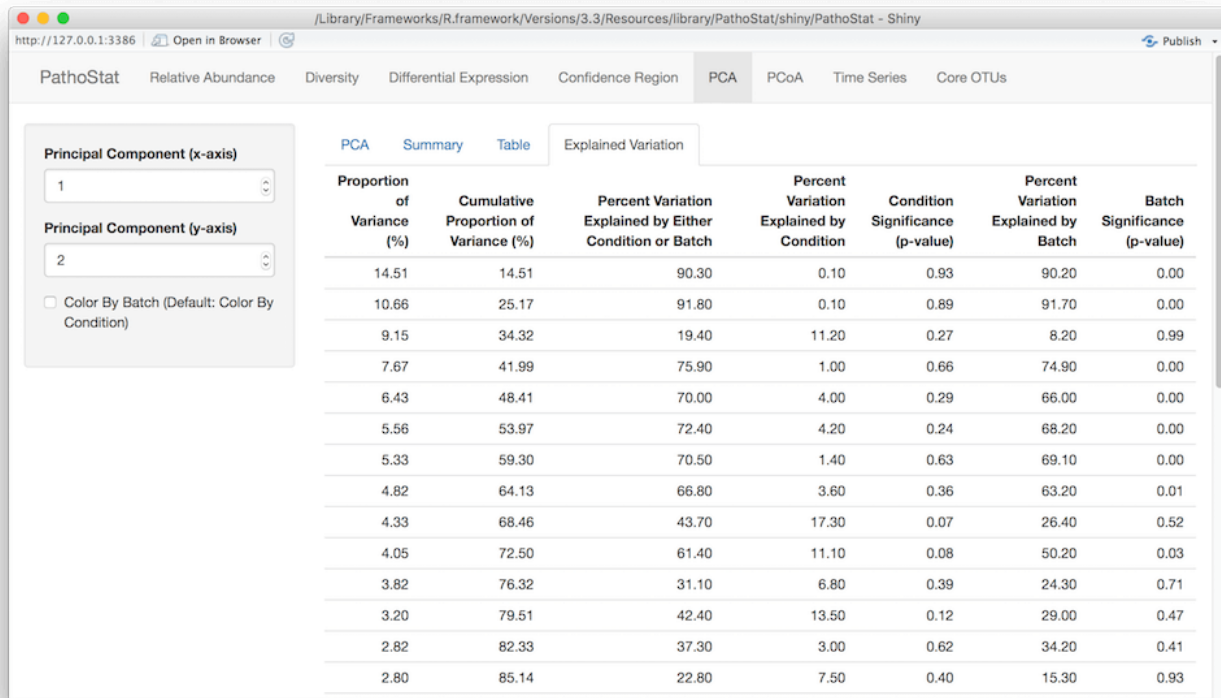 /Library/Frameworks/R.framework/Versions/3.3/Resources/library/PathoStat/shiny/PathoStat - Shiny
http://127.0.0.1:3386 Open in Browser Publish
PathoStat Relative Abundance Diversity Differential Expression Confidence Region PCA PCoA Time Series Core OTUs
Principal Component (x-axis)
1
Principal Component (y-axis)
2
Color By Batch (Default: Color By
Condition)
PCA Summary Table Explained Variation
Proportion Percent Percent
of Cumulative Percent Variation Variation Condition Variation Batch
Variance Proportion of Explained by Either Explained by Significance Explained by Significance
(%) Variance (%) Condition or Batch Condition (p-value) Batch (p-value)
14.51 14.51 90.30 0.10 0.93 90.20 0.00
10.66 25.17 91.80 0.10 0.89 91.70 0.00
9.15 34.32 19.40 11.20 0.27 8.20 0.99
7.67 41.99 75.90 1.00 0.66 74.90 0.00
6.43 48.41 70.00 4.00 0.29 66.00 0.00
5.56 53.97 72.40 4.20 0.24 68.20 0.00
5.33 59.30 70.50 1.40 0.63 69.10 0.00
4.82 64.13 66.80 3.60 0.36 63.20 0.01
4.33 68.46 43.70 17.30 0.07 26.40 0.52
4.05 72.50 61.40 11.10 0.08 50.20 0.03
3.82 76.32 31.10 6.80 0.39 24.30 0.71
3.20 79.51 42.40 13.50 0.12 29.00 0.47
2.82 82.33 37.30 3.00 0.62 34.20 0.41
2.80 85.14 22.80 7.50 0.40 15.30 0.93